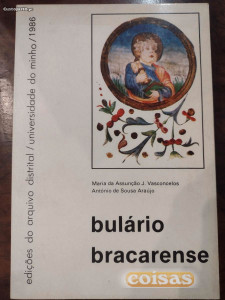 edições do arquivo distrital / universidade do minho / 1986
Maria da Assunção J. Vasconcelos
António de Sousa Araújo
bulário
bracarense
coisas